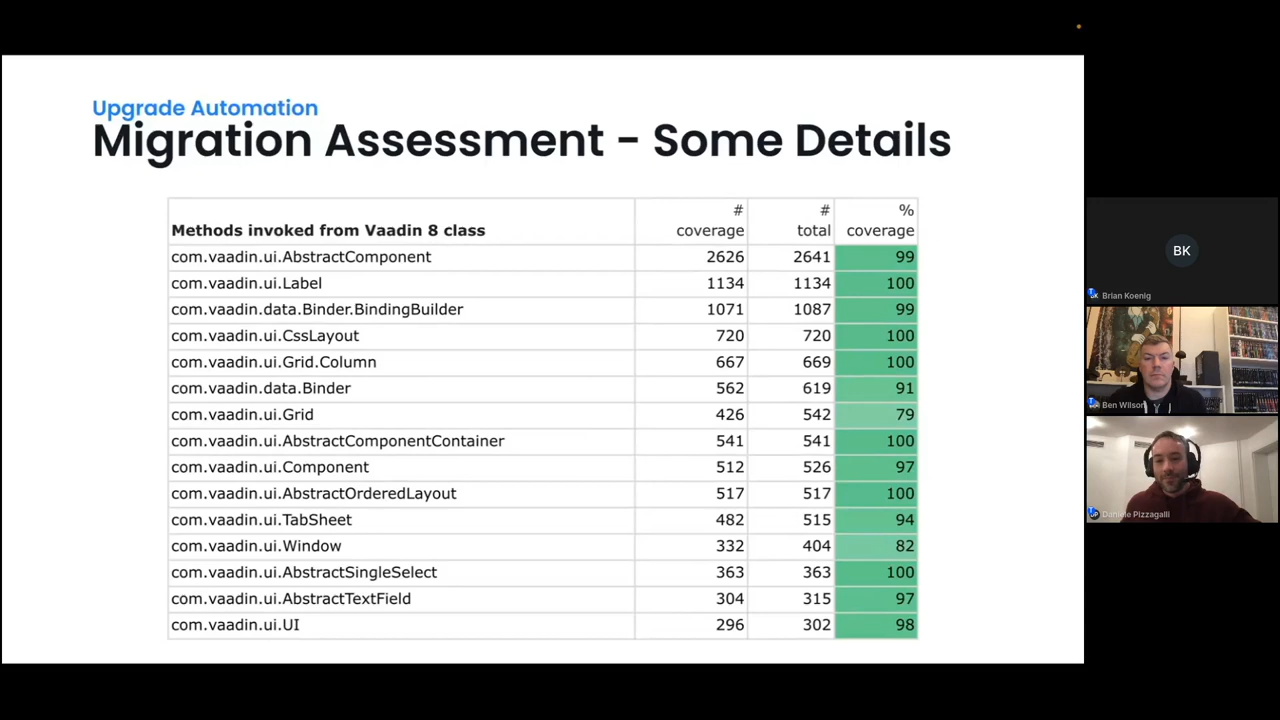 Upgrade Automation
Migration Assessment - Some Details
Methods invoked from Vaadin 8 class # coverage # total % coverage
com.vaadin.ui.AbstractComponent 2626 2641 99
com.vaadin.ui.Label 1134 1134 100
com.vaadin.data.Binder.BindingBuilder 1071 1087 99
com.vaadin.ui.CssLayout 720 720 100
com.vaadin.ui.Grid.Column 667 669 100
com.vaadin.data.Binder 562 619 91
com.vaadin.ui.Grid 426 542 79
com.vaadin.ui.AbstractComponentContainer 541 541 100
com.vaadin.ui.Component 512 526 97
com.vaadin.ui.AbstractOrderedLayout 517 517 100
com.vaadin.ui.TabSheet 482 515 94
com.vaadin.ui.Window 332 404 82
com.vaadin.ui.AbstractSingleSelect 363 363 100
com.vaadin.ui.AbstractTextField 304 315 97
com.vaadin.ui.UI 296 302 98
BK
Brian Koenig
Ben Wilson
Daniele Pizzagalli